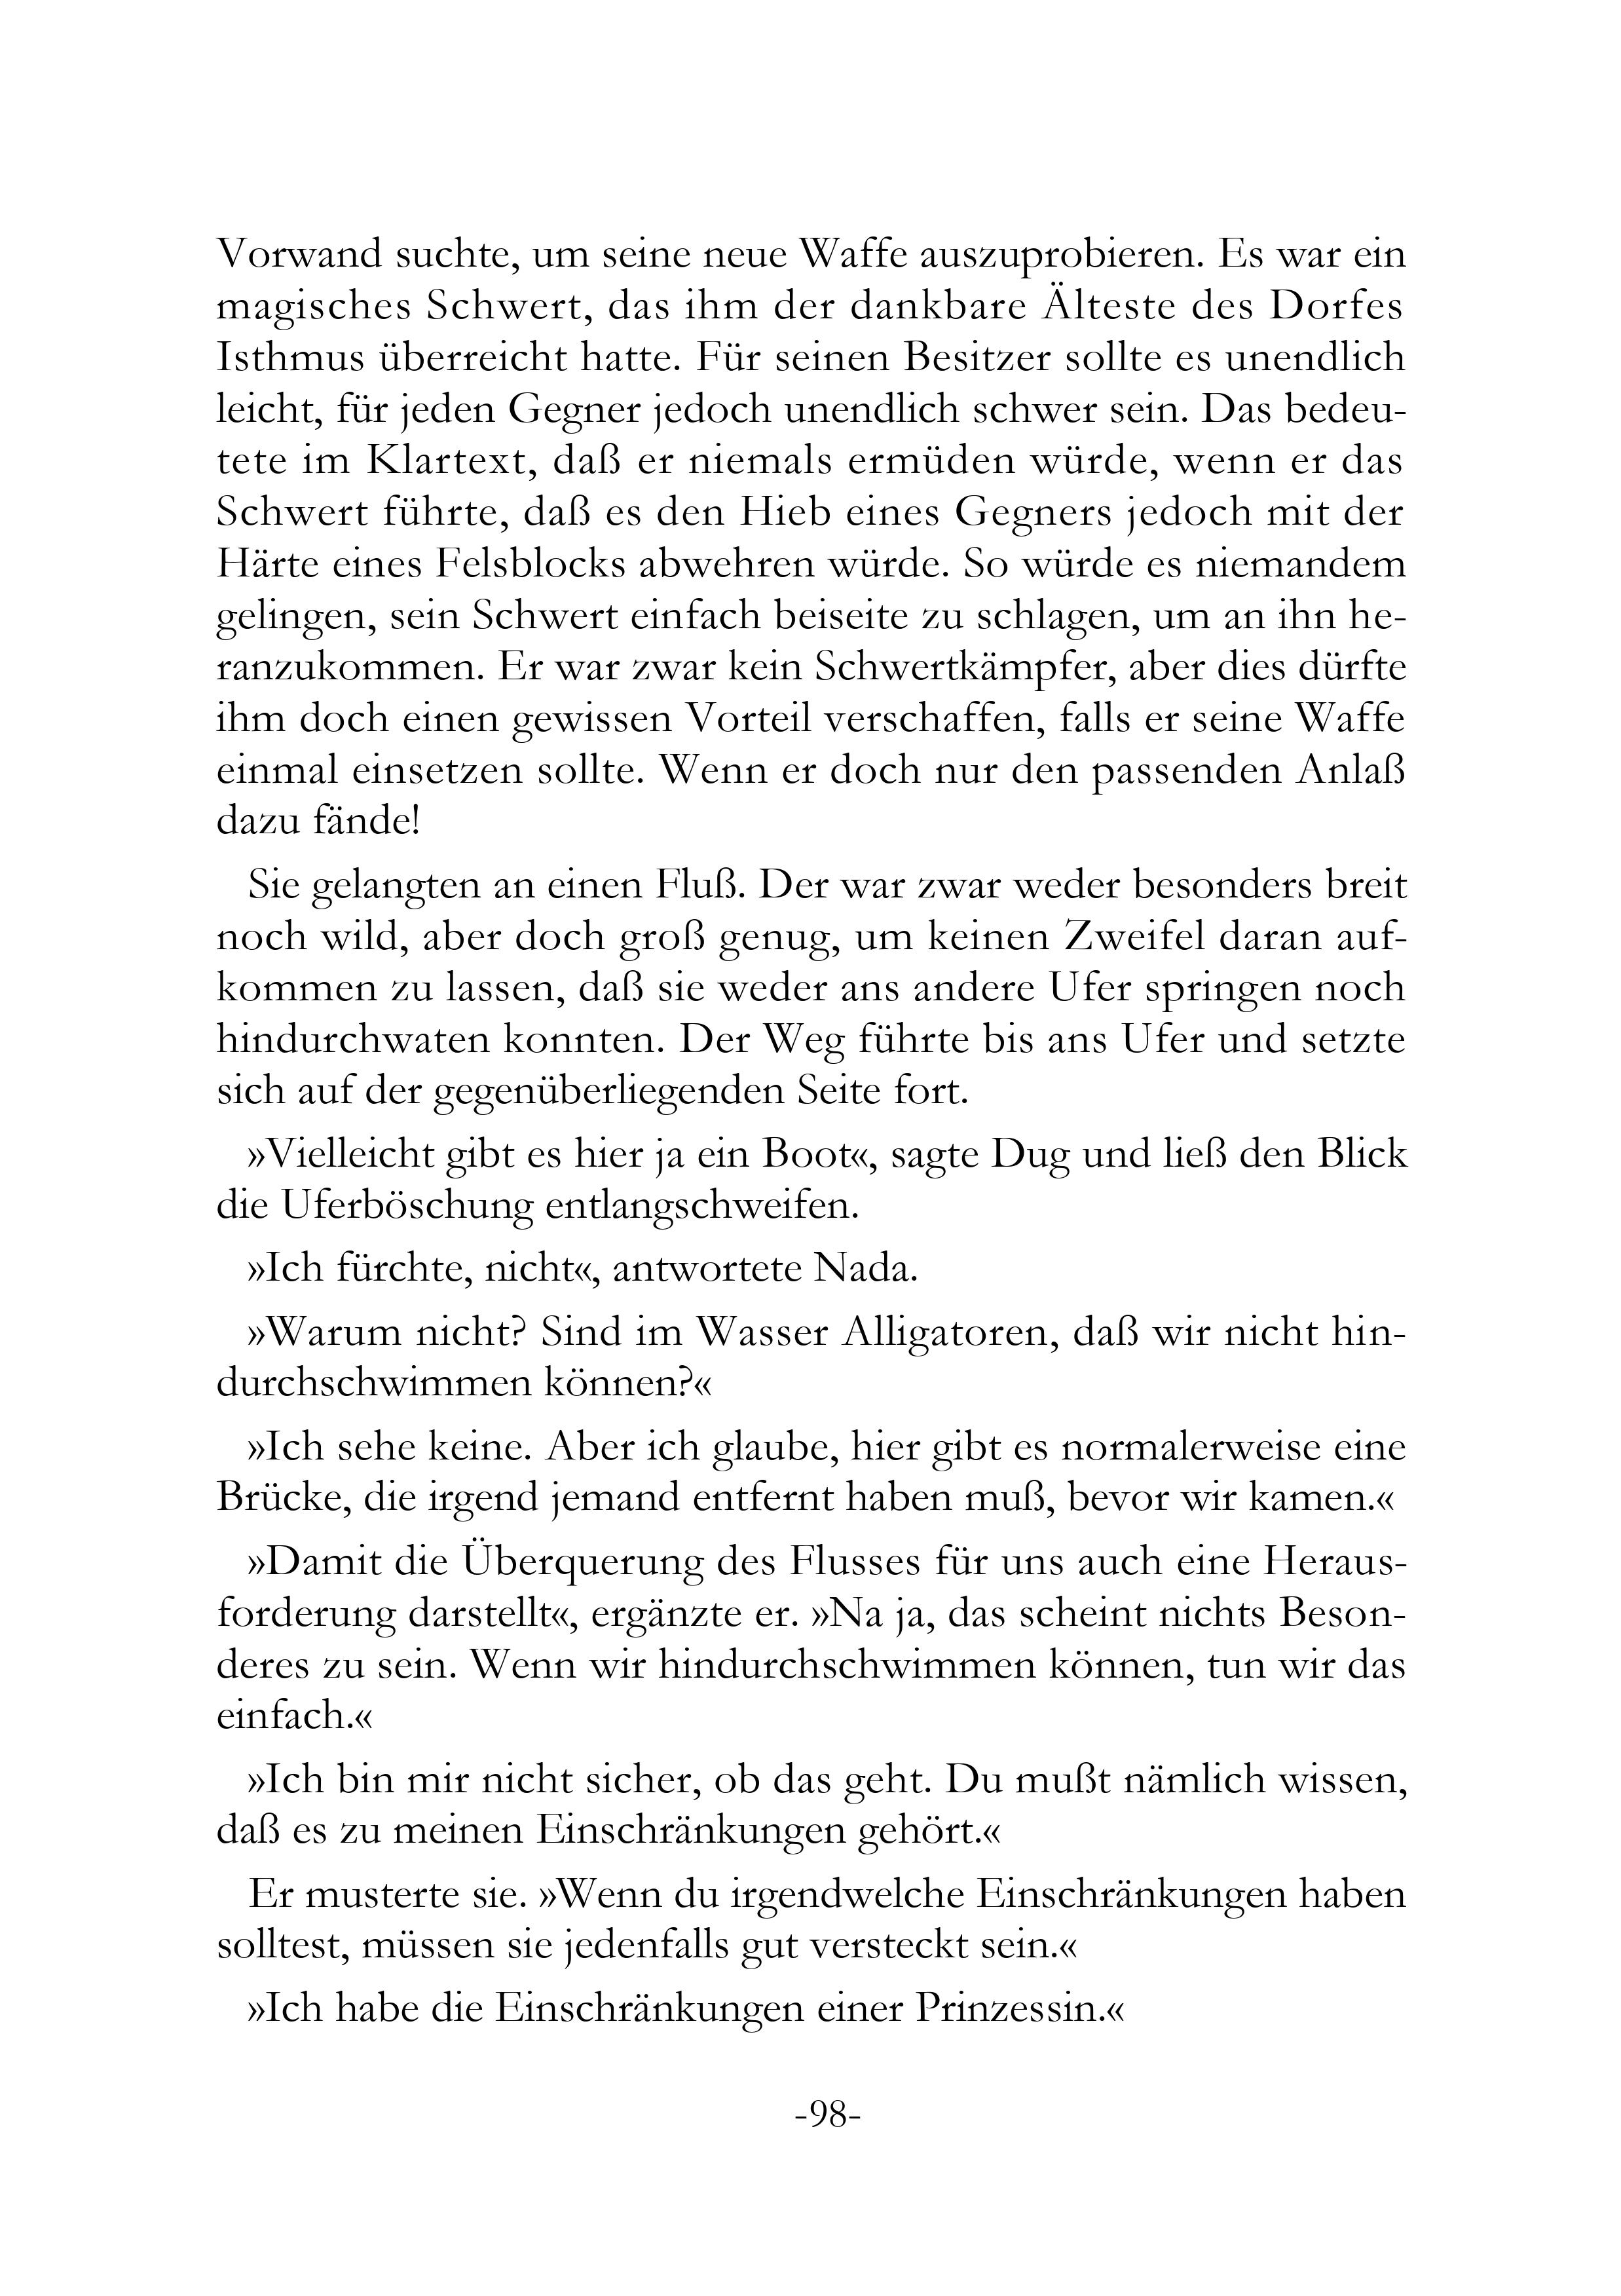 Vorwand suchte, um seine neue Waffe auszuprobieren. Es war ein
magisches Schwert, das ihm der dankbare Älteste des Dorfes
Isthmus überreicht hatte. Für seinen Besitzer sollte es unendlich
leicht, für jeden Gegner jedoch unendlich schwer sein. Das bedeu-
tete im Klartext, daß er niemals ermüden würde, wenn er das
Schwert führte, daß es den Hieb eines Gegners jedoch mit der
Härte eines Felsblocks abwehren würde. So würde es niemandem
gelingen, sein Schwert einfach beiseite zu schlagen, um an ihn he-
ranzukommen. Er war zwar kein Schwertkämpfer, aber dies dürfte
ihm doch einen gewissen Vorteil verschaffen, falls er seine Waffe
einmal einsetzen sollte. Wenn er doch nur den passenden Anlaß
dazu fände!
Sie gelangten an einen Fluß. Der war zwar weder besonders breit
noch wild, aber doch groß genug, um keinen Zweifel daran auf-
kommen zu lassen, daß sie weder ans andere Ufer springen noch
hindurchwaten konnten. Der Weg führte bis ans Ufer und setzte
sich auf der gegenüberliegenden Seite fort.
»Vielleicht gibt es hier ja ein Boot«, sagte Dug und ließ den Blick
die Uferböschung entlangschweifen.
»Ich fürchte, nicht«, antwortete Nada.
»Warum nicht? Sind im Wasser Alligatoren, daß wir nicht hin-
durchschwimmen können?«
»Ich sehe keine. Aber ich glaube, hier gibt es normalerweise eine
Brücke, die irgend jemand entfernt haben muß, bevor wir kamen.«
»Damit die Überquerung des Flusses für uns auch eine Heraus-
forderung darstellt«, ergänzte er. »Na ja, das scheint nichts Beson-
deres zu sein. Wenn wir hindurchschwimmen können, tun wir das
einfach.«
»Ich bin mir nicht sicher, ob das geht. Du mußt nämlich wissen,
daß es zu meinen Einschränkungen gehört.«
Er musterte sie. »Wenn du irgendwelche Einschränkungen haben
solltest, müssen sie jedenfalls gut versteckt sein.«
»Ich habe die Einschränkungen einer Prinzessin.«
-98-